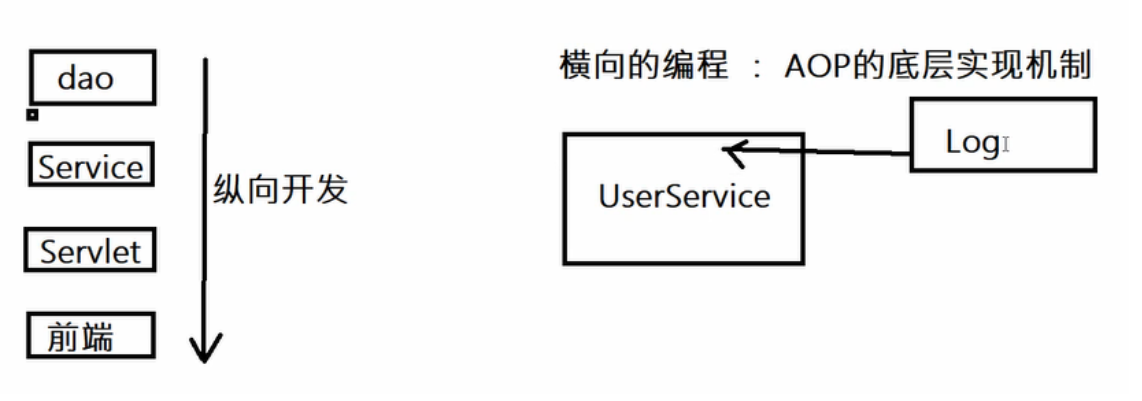 dao
Service
Servlet
前端
纵向开发
横向的编程 : AOP的底层实现机制
UserService
Log